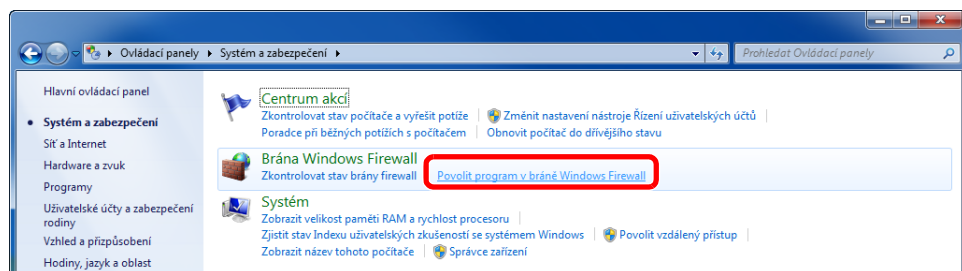 Ovládací panely ▸ Systém a zabezpečení ▸ Prohledat Ovládací panely
Hlavní ovládací panel
Systém a zabezpečení
Síť a Internet
Hardware a zvuk
Programy
Uživatelské účty a zabezpečení
rodiny
Vzhled a přizpůsobení
Hodiny, jazyk a oblast
Centrum akcí
Zkontrolovat stav počítače a vyřešit potíže Změnit nastavení nástroje Řízení uživatelských účtů
Poradce při běžných potížích s počítačem Obnovit počítač do dřívějšího stavu
Brána Windows Firewall
Zkontrolovat stav brány firewall Povolit program v bráně Windows Firewall
Systém
Zobrazit velikost paměti RAM a rychlost procesoru
Zjistit stav Indexu uživatelských zkušeností se systémem Windows Povolit vzdálený přístup
Zobrazit název tohoto počítače Správce zařízení